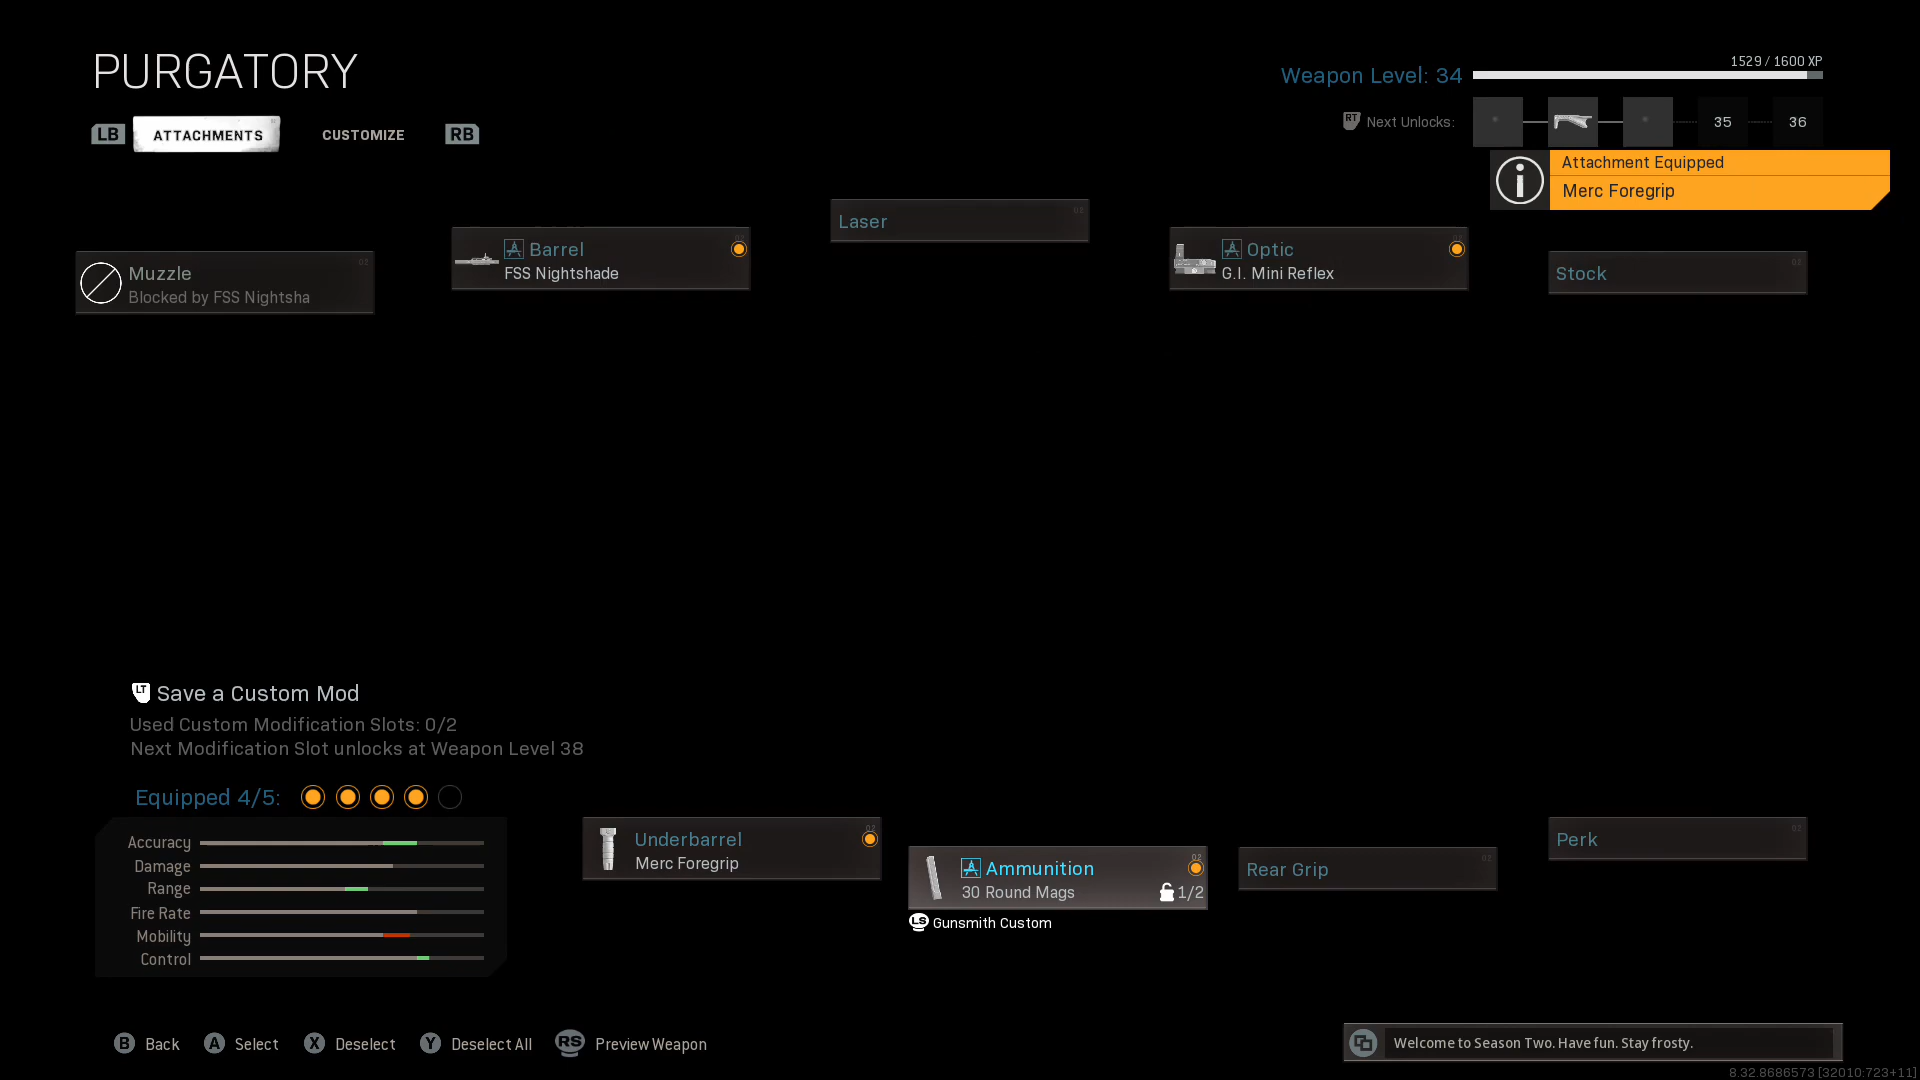 PURGATORY
1529 / 1600 XP
Weapon Level: 34
LB ATTACHMENTS CUSTOMIZE RB
RT Next Unlocks: 35 36
Attachment Equipped
Merc Foregrip
Laser
Barrel
FSS Nightshade
Optic
G.I. Mini Reflex
Muzzle
Blocked by FSS Nightsha
Stock
LT Save a Custom Mod
Used Custom Modification Slots: 0/2
Next Modification Slot unlocks at Weapon Level 38
Equipped 4/5:
Accuracy
Damage
Range
Fire Rate
Mobility
Control
Underbarrel
Merc Foregrip
Ammunition
30 Round Mags 1/2
LS Gunsmith Custom
Rear Grip
Perk
B Back A Select X Deselect Y Deselect All RS Preview Weapon
Welcome to Season Two. Have fun. Stay frosty.
8.32.8686573 [32010:723+11]